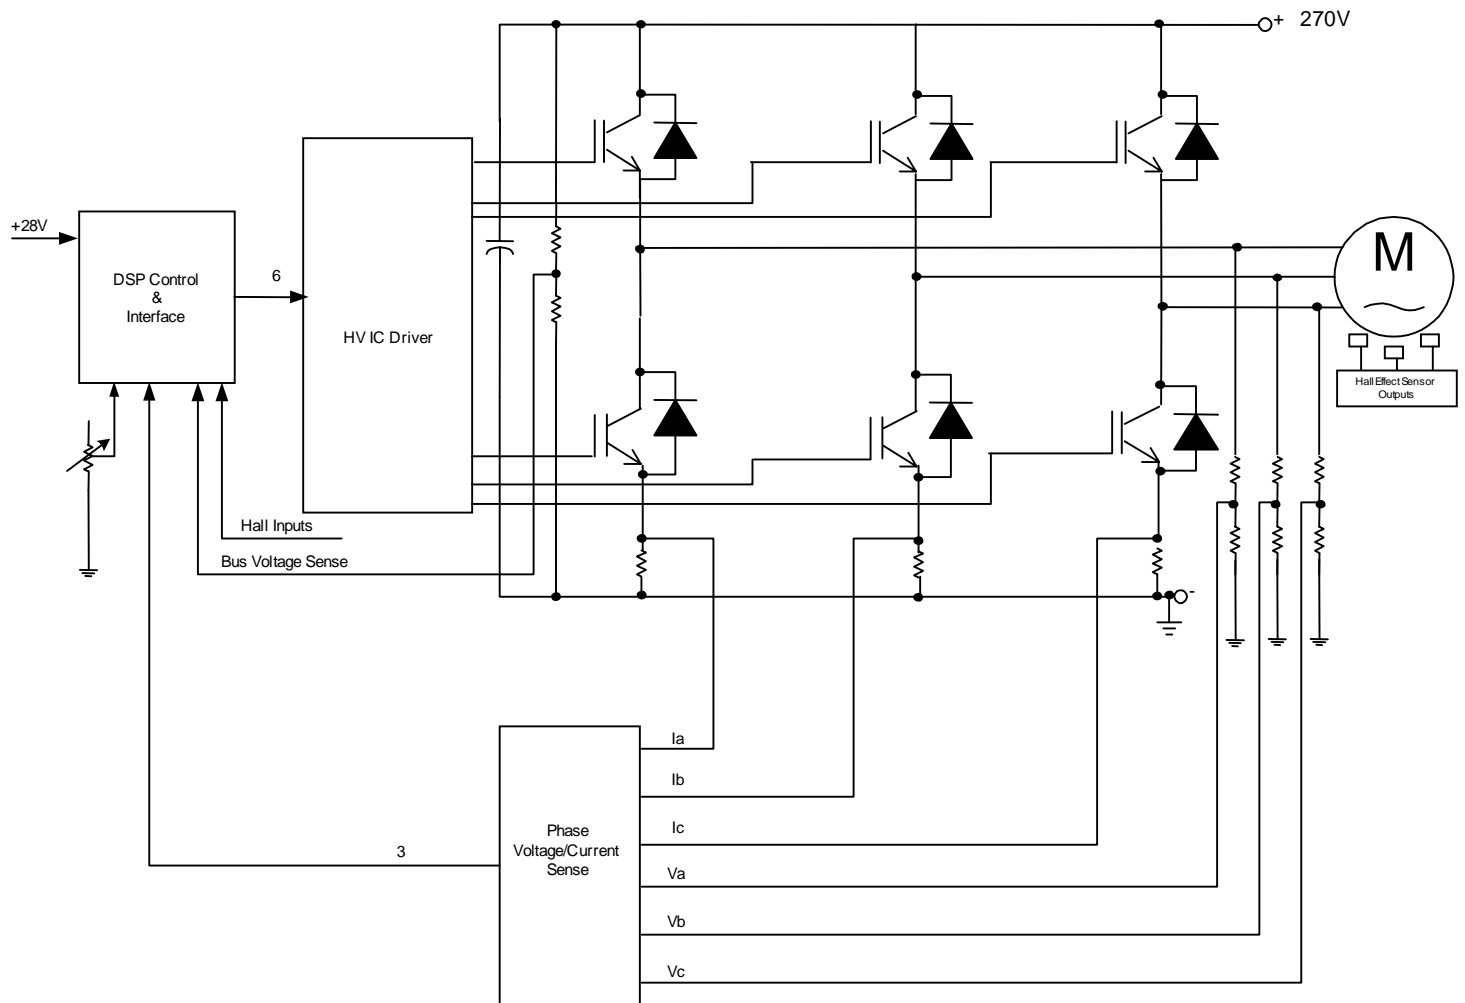 + 270V
+28V
DSP Control
&
Interface
6
HV IC Driver
M
Hall Effect Sensor
Outputs
Hall Inputs
Bus Voltage Sense
-
Ia
Ib
Ic
Phase
Voltage/Current
Sense
3
Va
Vb
Vc